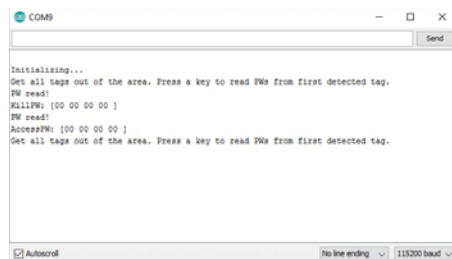 COM9
Send
Initializing...
Get all tags out of the area. Press a key to read PWs from first detected tag.
PW read!
KillPW: [00 00 00 00 ]
PW read!
AccessPW: [00 00 00 00 ]
Get all tags out of the area. Press a key to read PWs from first detected tag.
Autoscroll No line ending 115200 baud